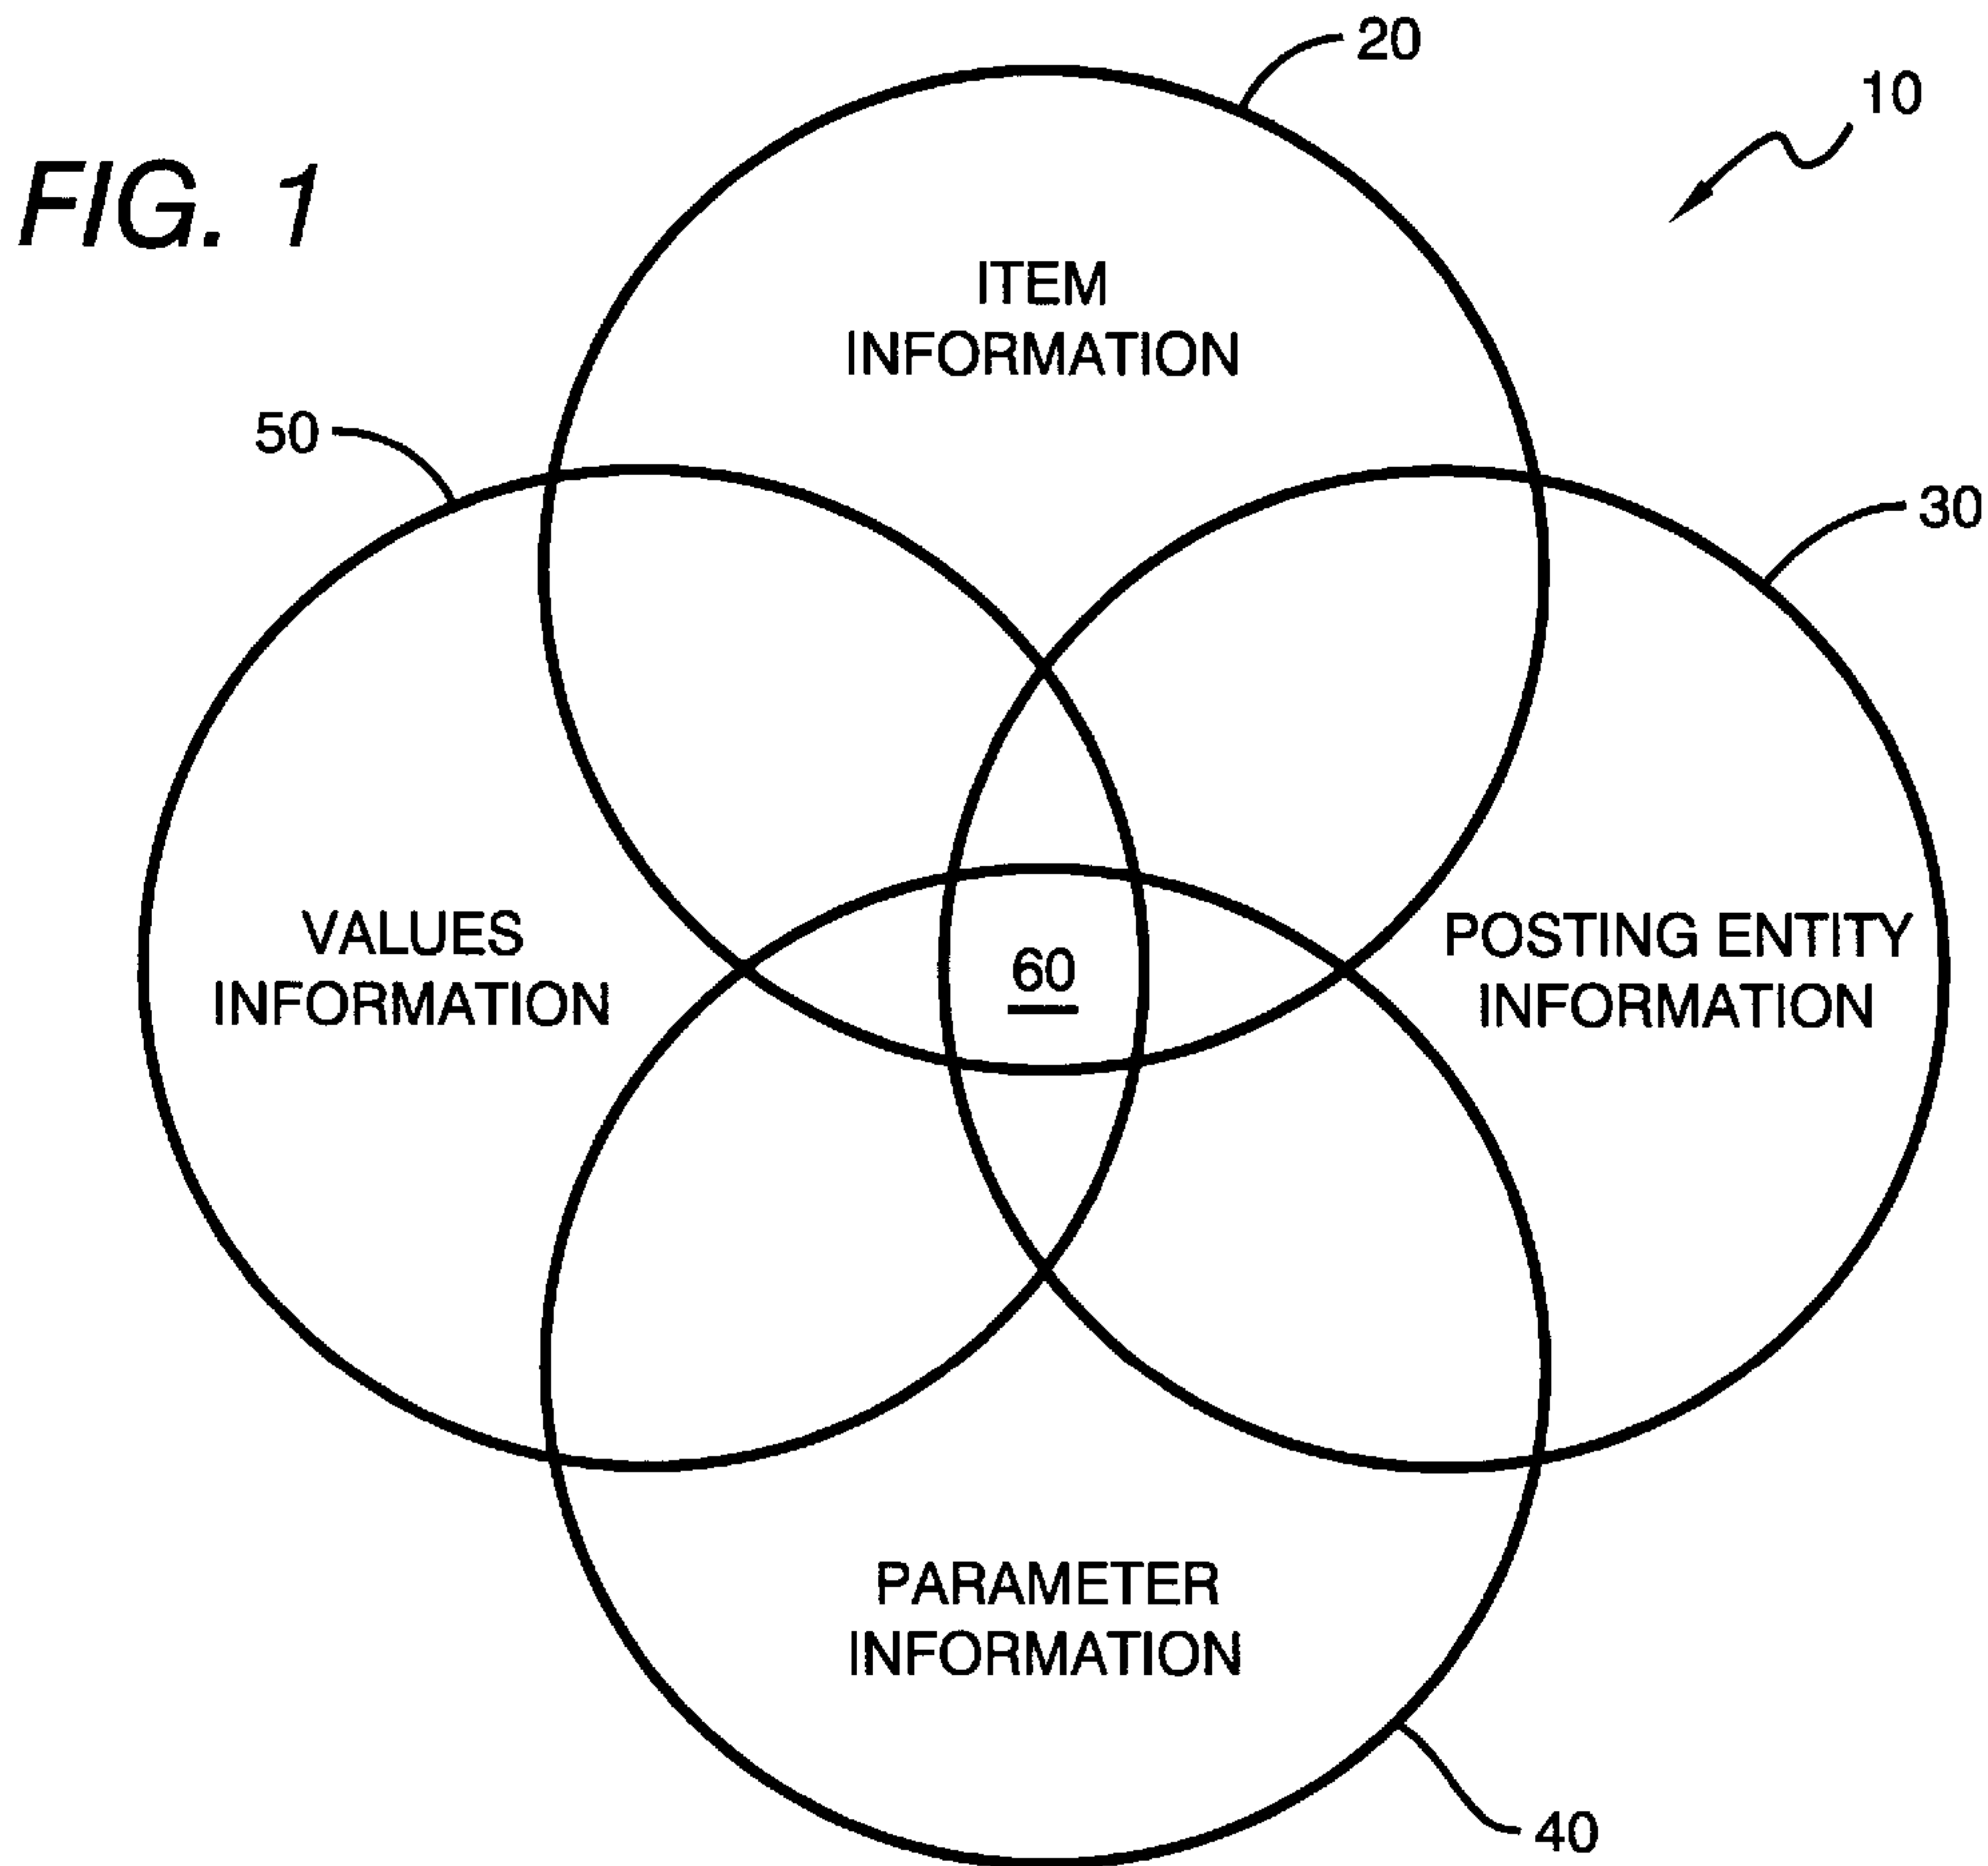 FIG. 1
20
10
ITEM
INFORMATION
50
30
VALUES
INFORMATION
60
POSTING ENTITY
INFORMATION
PARAMETER
INFORMATION
40